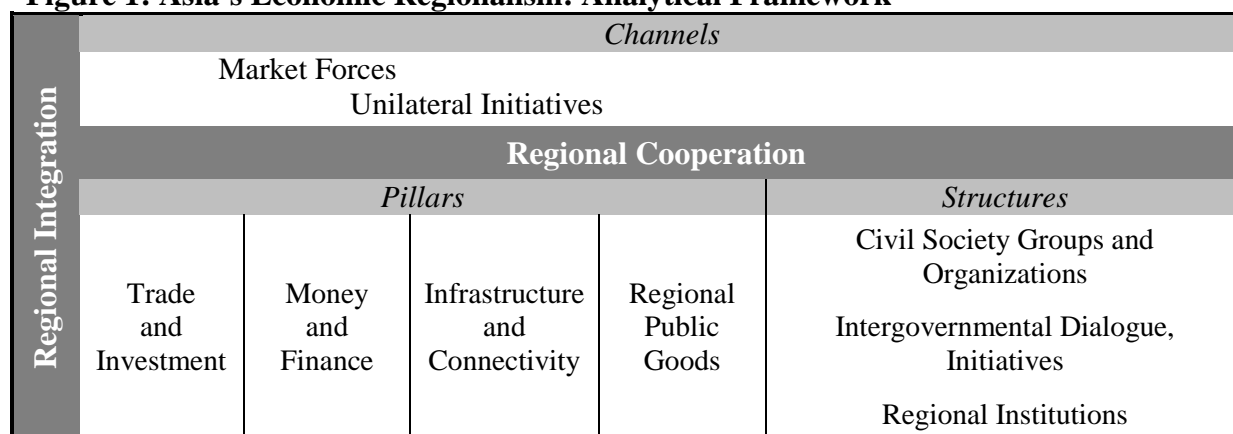 Figure 1: Asia's Economic Regionalism: Analytical Framework
Regional Integration
Channels
Market Forces
Unilateral Initiatives
Regional Cooperation
Pillars
Structures
Trade
and
Investment
Money
and
Finance
Infrastructure
and
Connectivity
Regional
Public
Goods
Civil Society Groups and
Organizations
Intergovernmental Dialogue,
Initiatives
Regional Institutions